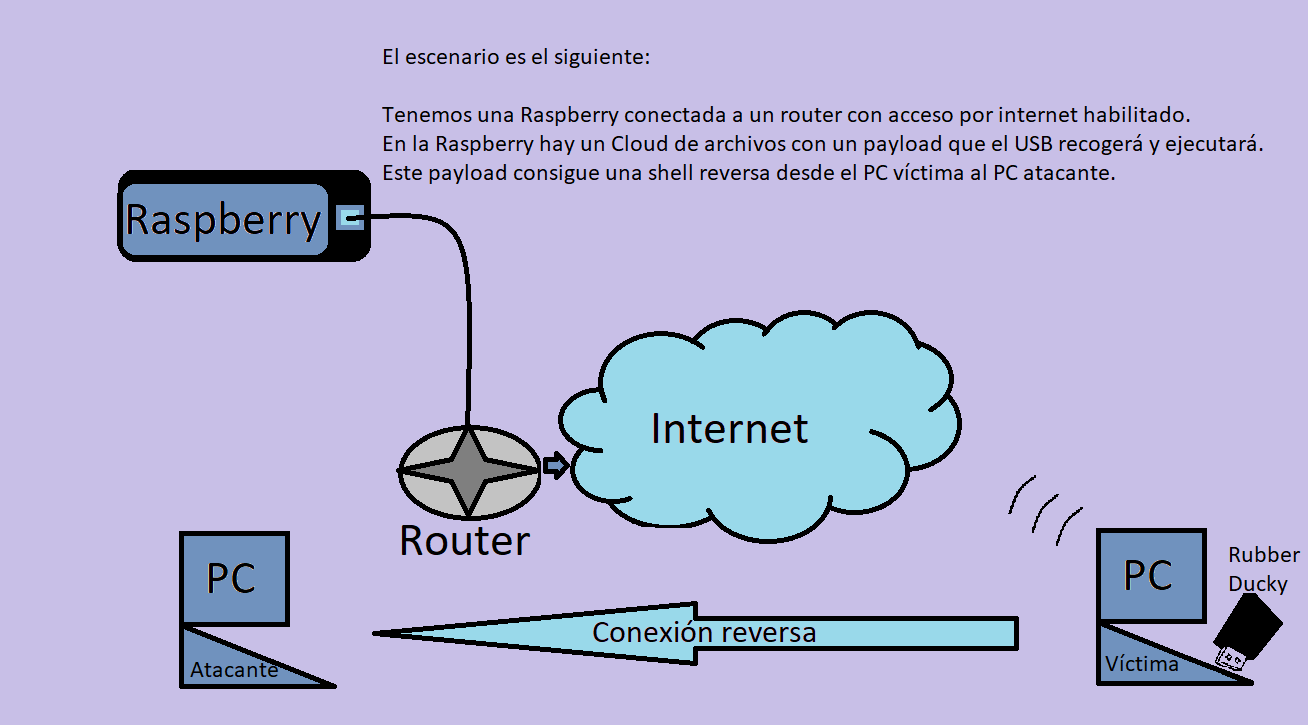 El escenario es el siguiente:
Tenemos una Raspberry conectada a un router con acceso por internet habilitado.
En la Raspberry hay un Cloud de archivos con un payload que el USB recogerá y ejecutará.
Este payload consigue una shell reversa desde el PC víctima al PC atacante.
Raspberry
Internet
Router
PC
Atacante
Conexión reversa
PC
Víctima
Rubber
Ducky